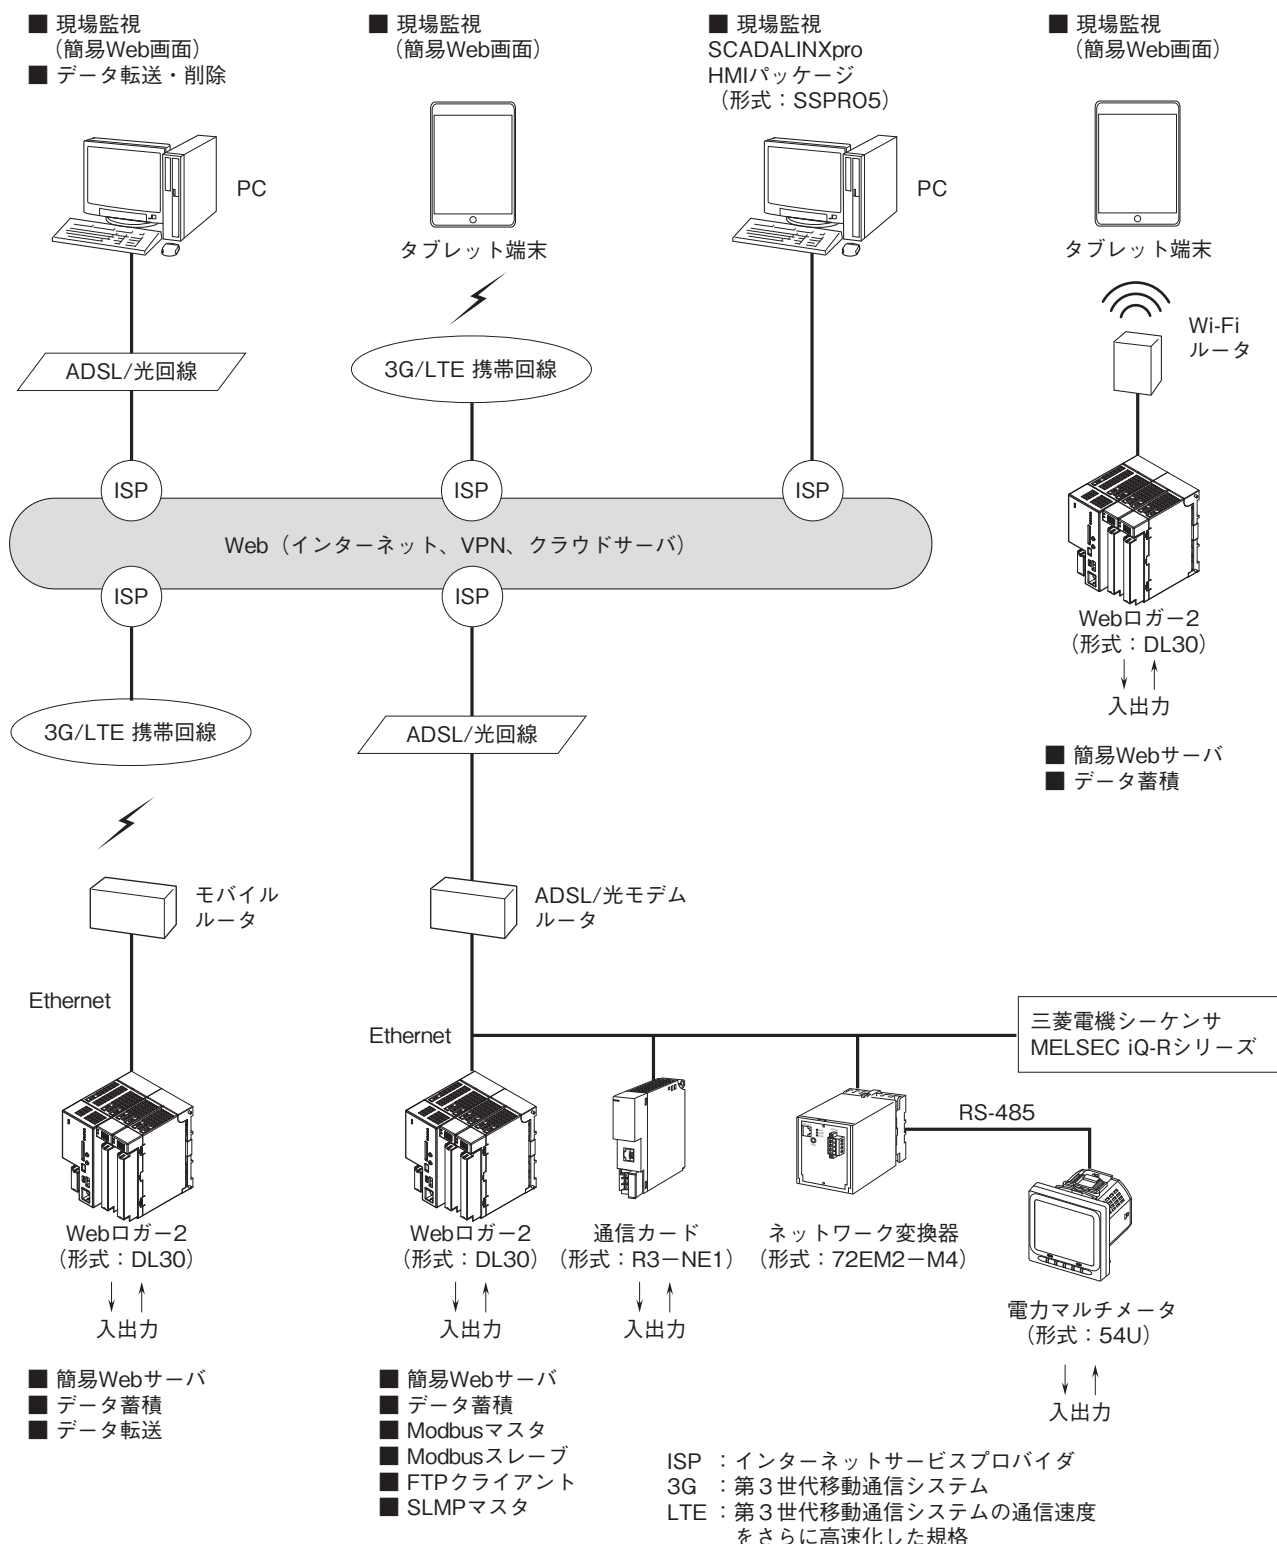 ■ 現場監視
（簡易Web画面）
■ データ転送・削除
■ 現場監視
（簡易Web画面）
■ 現場監視
SCADALINXpro
HMIパッケージ
（形式：SSPRO5）
■ 現場監視
（簡易Web画面）
PC
タブレット端末
PC
タブレット端末
Wi-Fi
ルータ
ADSL/光回線
3G/LTE 携帯回線
ISP
ISP
ISP
Web（インターネット、VPN、クラウドサーバ）
ISP
ISP
Webロガー2
（形式：DL30）
入出力
■ 簡易Webサーバ
■ データ蓄積
3G/LTE 携帯回線
ADSL/光回線
モバイル
ルータ
ADSL/光モデム
ルータ
Ethernet
Ethernet
三菱電機シーケンサ
MELSEC iQ-Rシリーズ
RS-485
Webロガー2
（形式：DL30）
入出力
Webロガー2
（形式：DL30）
入出力
通信カード
（形式：R3－NE1）
入出力
ネットワーク変換器
（形式：72EM2－M4）
電力マルチメータ
（形式：54U）
入出力
■ 簡易Webサーバ
■ データ蓄積
■ データ転送
■ 簡易Webサーバ
■ データ蓄積
■ Modbusマスタ
■ Modbusスレーブ
■ FTPクライアント
■ SLMPマスタ
ISP ：インターネットサービスプロバイダ
3G ：第３世代移動通信システム
LTE ：第３世代移動通信システムの通信速度
をさらに高速化した規格